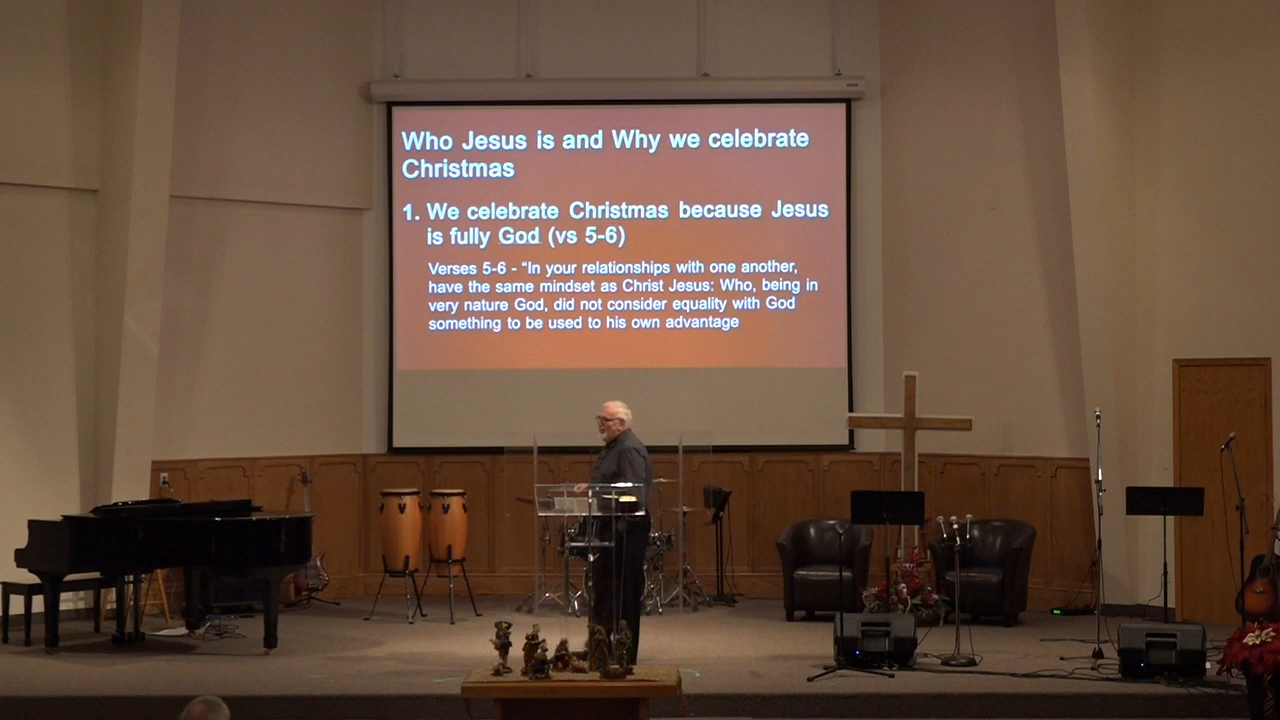 Who Jesus is and Why we celebrate
Christmas
1. We celebrate Christmas because Jesus
is fully God (vs 5-6)
Verses 5-6 - “In your relationships with one another,
have the same mindset as Christ Jesus: Who, being in
very nature God, did not consider equality with God
something to be used to his own advantage